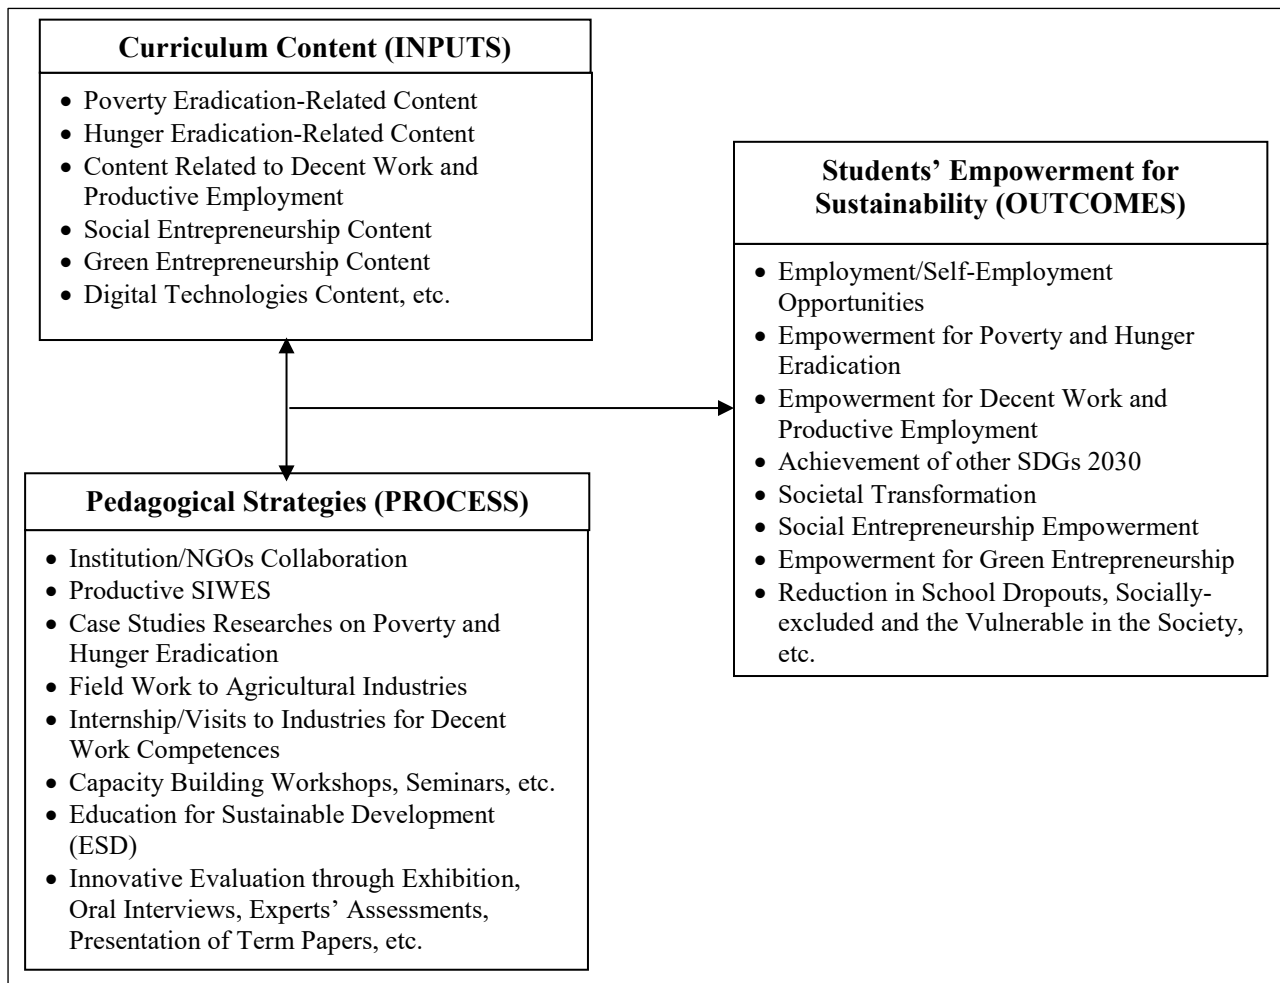 Curriculum Content (INPUTS)
• Poverty Eradication-Related Content
• Hunger Eradication-Related Content
• Content Related to Decent Work and
Productive Employment
• Social Entrepreneurship Content
• Green Entrepreneurship Content
• Digital Technologies Content, etc.
Pedagogical Strategies (PROCESS)
• Institution/NGOs Collaboration
• Productive SIWES
• Case Studies Researches on Poverty and
Hunger Eradication
• Field Work to Agricultural Industries
• Internship/Visits to Industries for Decent
Work Competences
• Capacity Building Workshops, Seminars, etc.
• Education for Sustainable Development
(ESD)
• Innovative Evaluation through Exhibition,
Oral Interviews, Experts’ Assessments,
Presentation of Term Papers, etc.
Students’ Empowerment for
Sustainability (OUTCOMES)
• Employment/Self-Employment
Opportunities
• Empowerment for Poverty and Hunger
Eradication
• Empowerment for Decent Work and
Productive Employment
• Achievement of other SDGs 2030
• Societal Transformation
• Social Entrepreneurship Empowerment
• Empowerment for Green Entrepreneurship
• Reduction in School Dropouts, Socially-
excluded and the Vulnerable in the Society,
etc.